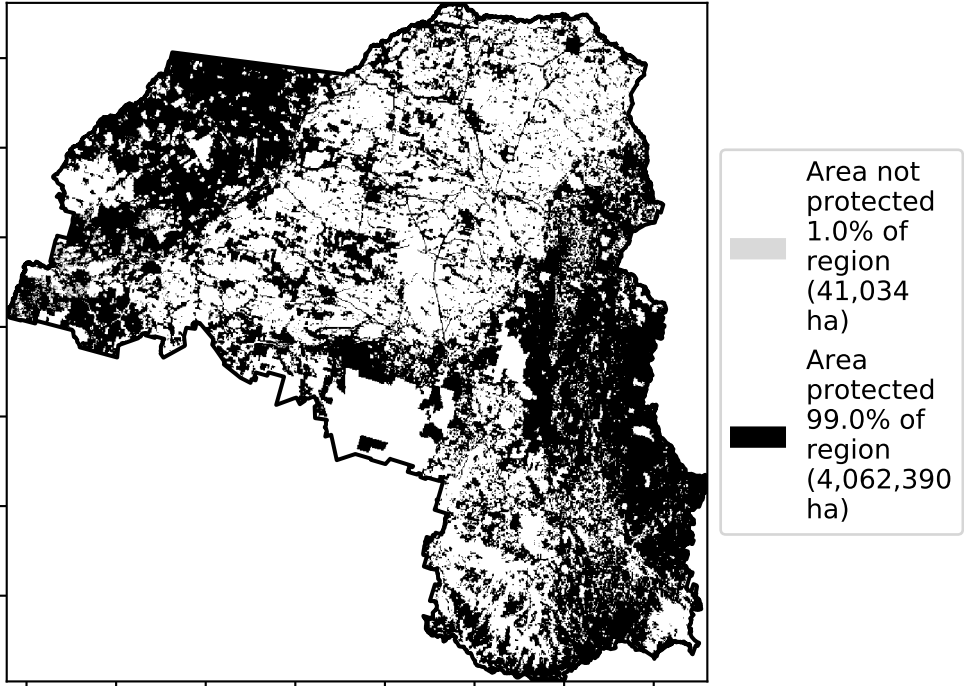 Area not
protected
1.0% of
region
(41,034
ha)
Area
protected
99.0% of
region
(4,062,390
ha)